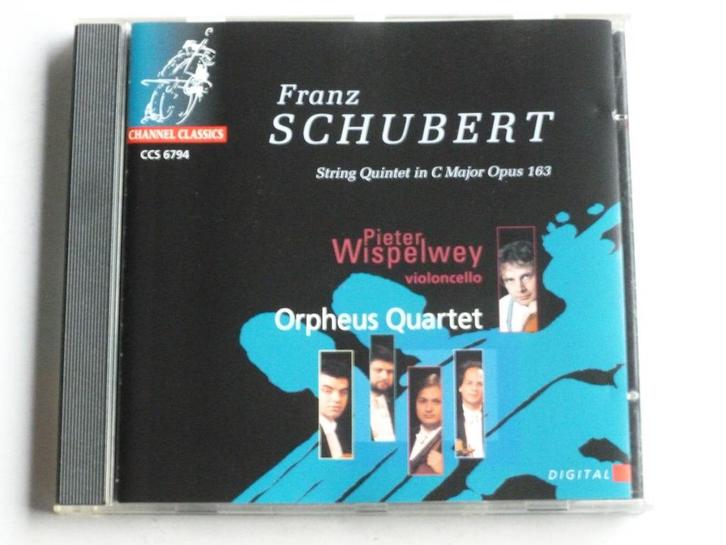 CHANNEL CLASSICS
CCS 6794
Franz
SCHUBERT
String Quintet in C Major Opus 163
Pieter
Wispelwey
violoncello
Orpheus Quartet
DIGITAL